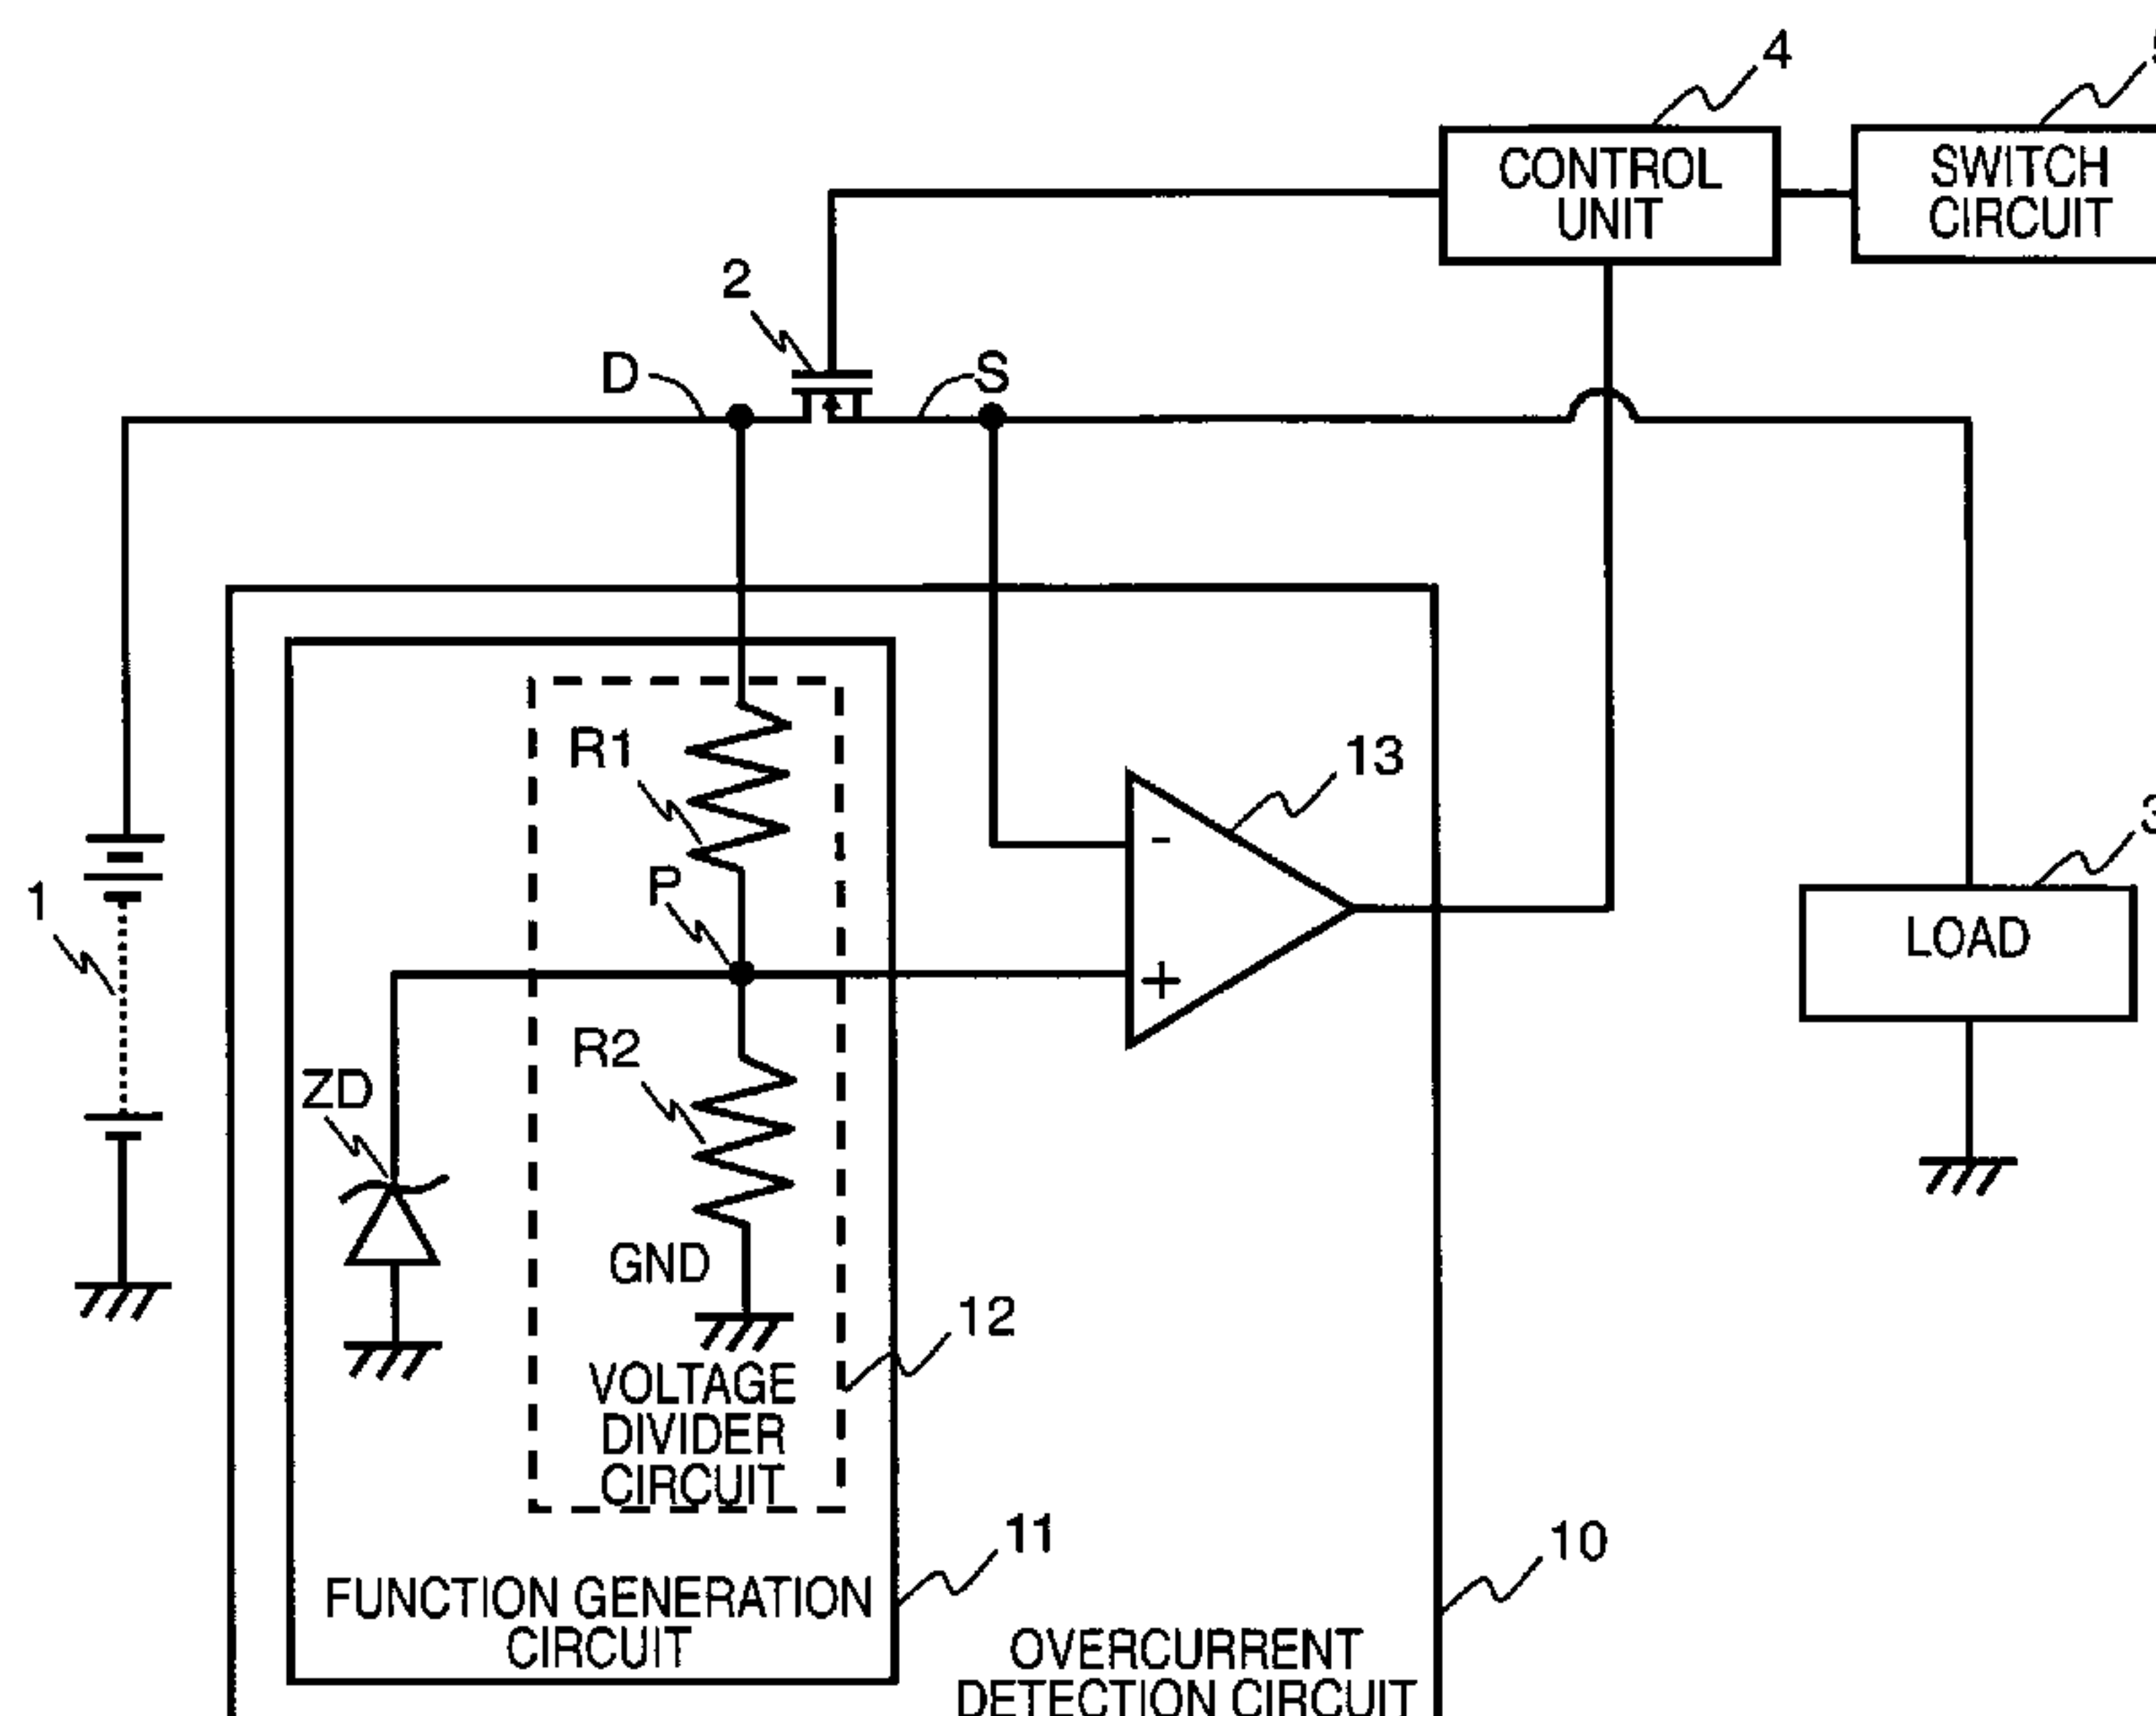 4
CONTROL
UNIT
SWITCH
CIRCUIT
2
D
S
R1
13
P
-
1
3
LOAD
+
R2
ZD
GND
12
VOLTAGE
DIVIDER
CIRCUIT
11
10
FUNCTION GENERATION
CIRCUIT
OVERCURRENT
DETECTION CIRCUIT